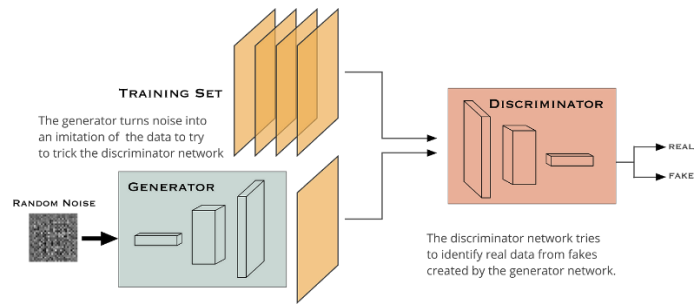 TRAINING SET
The generator turns noise into
an imitation of the data to try
to trick the discriminator network
DISCRIMINATOR
REAL
FAKE
GENERATOR
RANDOM NOISE
The discriminator network tries
to identify real data from fakes
created by the generator network.